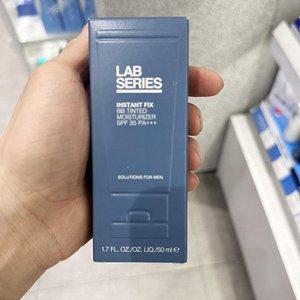 LAB
SERIES
INSTANT FIX
BB TINTED
MOISTURIZER
SPF 35 PA+++
SOLUTIONS FOR MEN
1.7 FL. OZ./OZ. LIQ./50 ml ℮